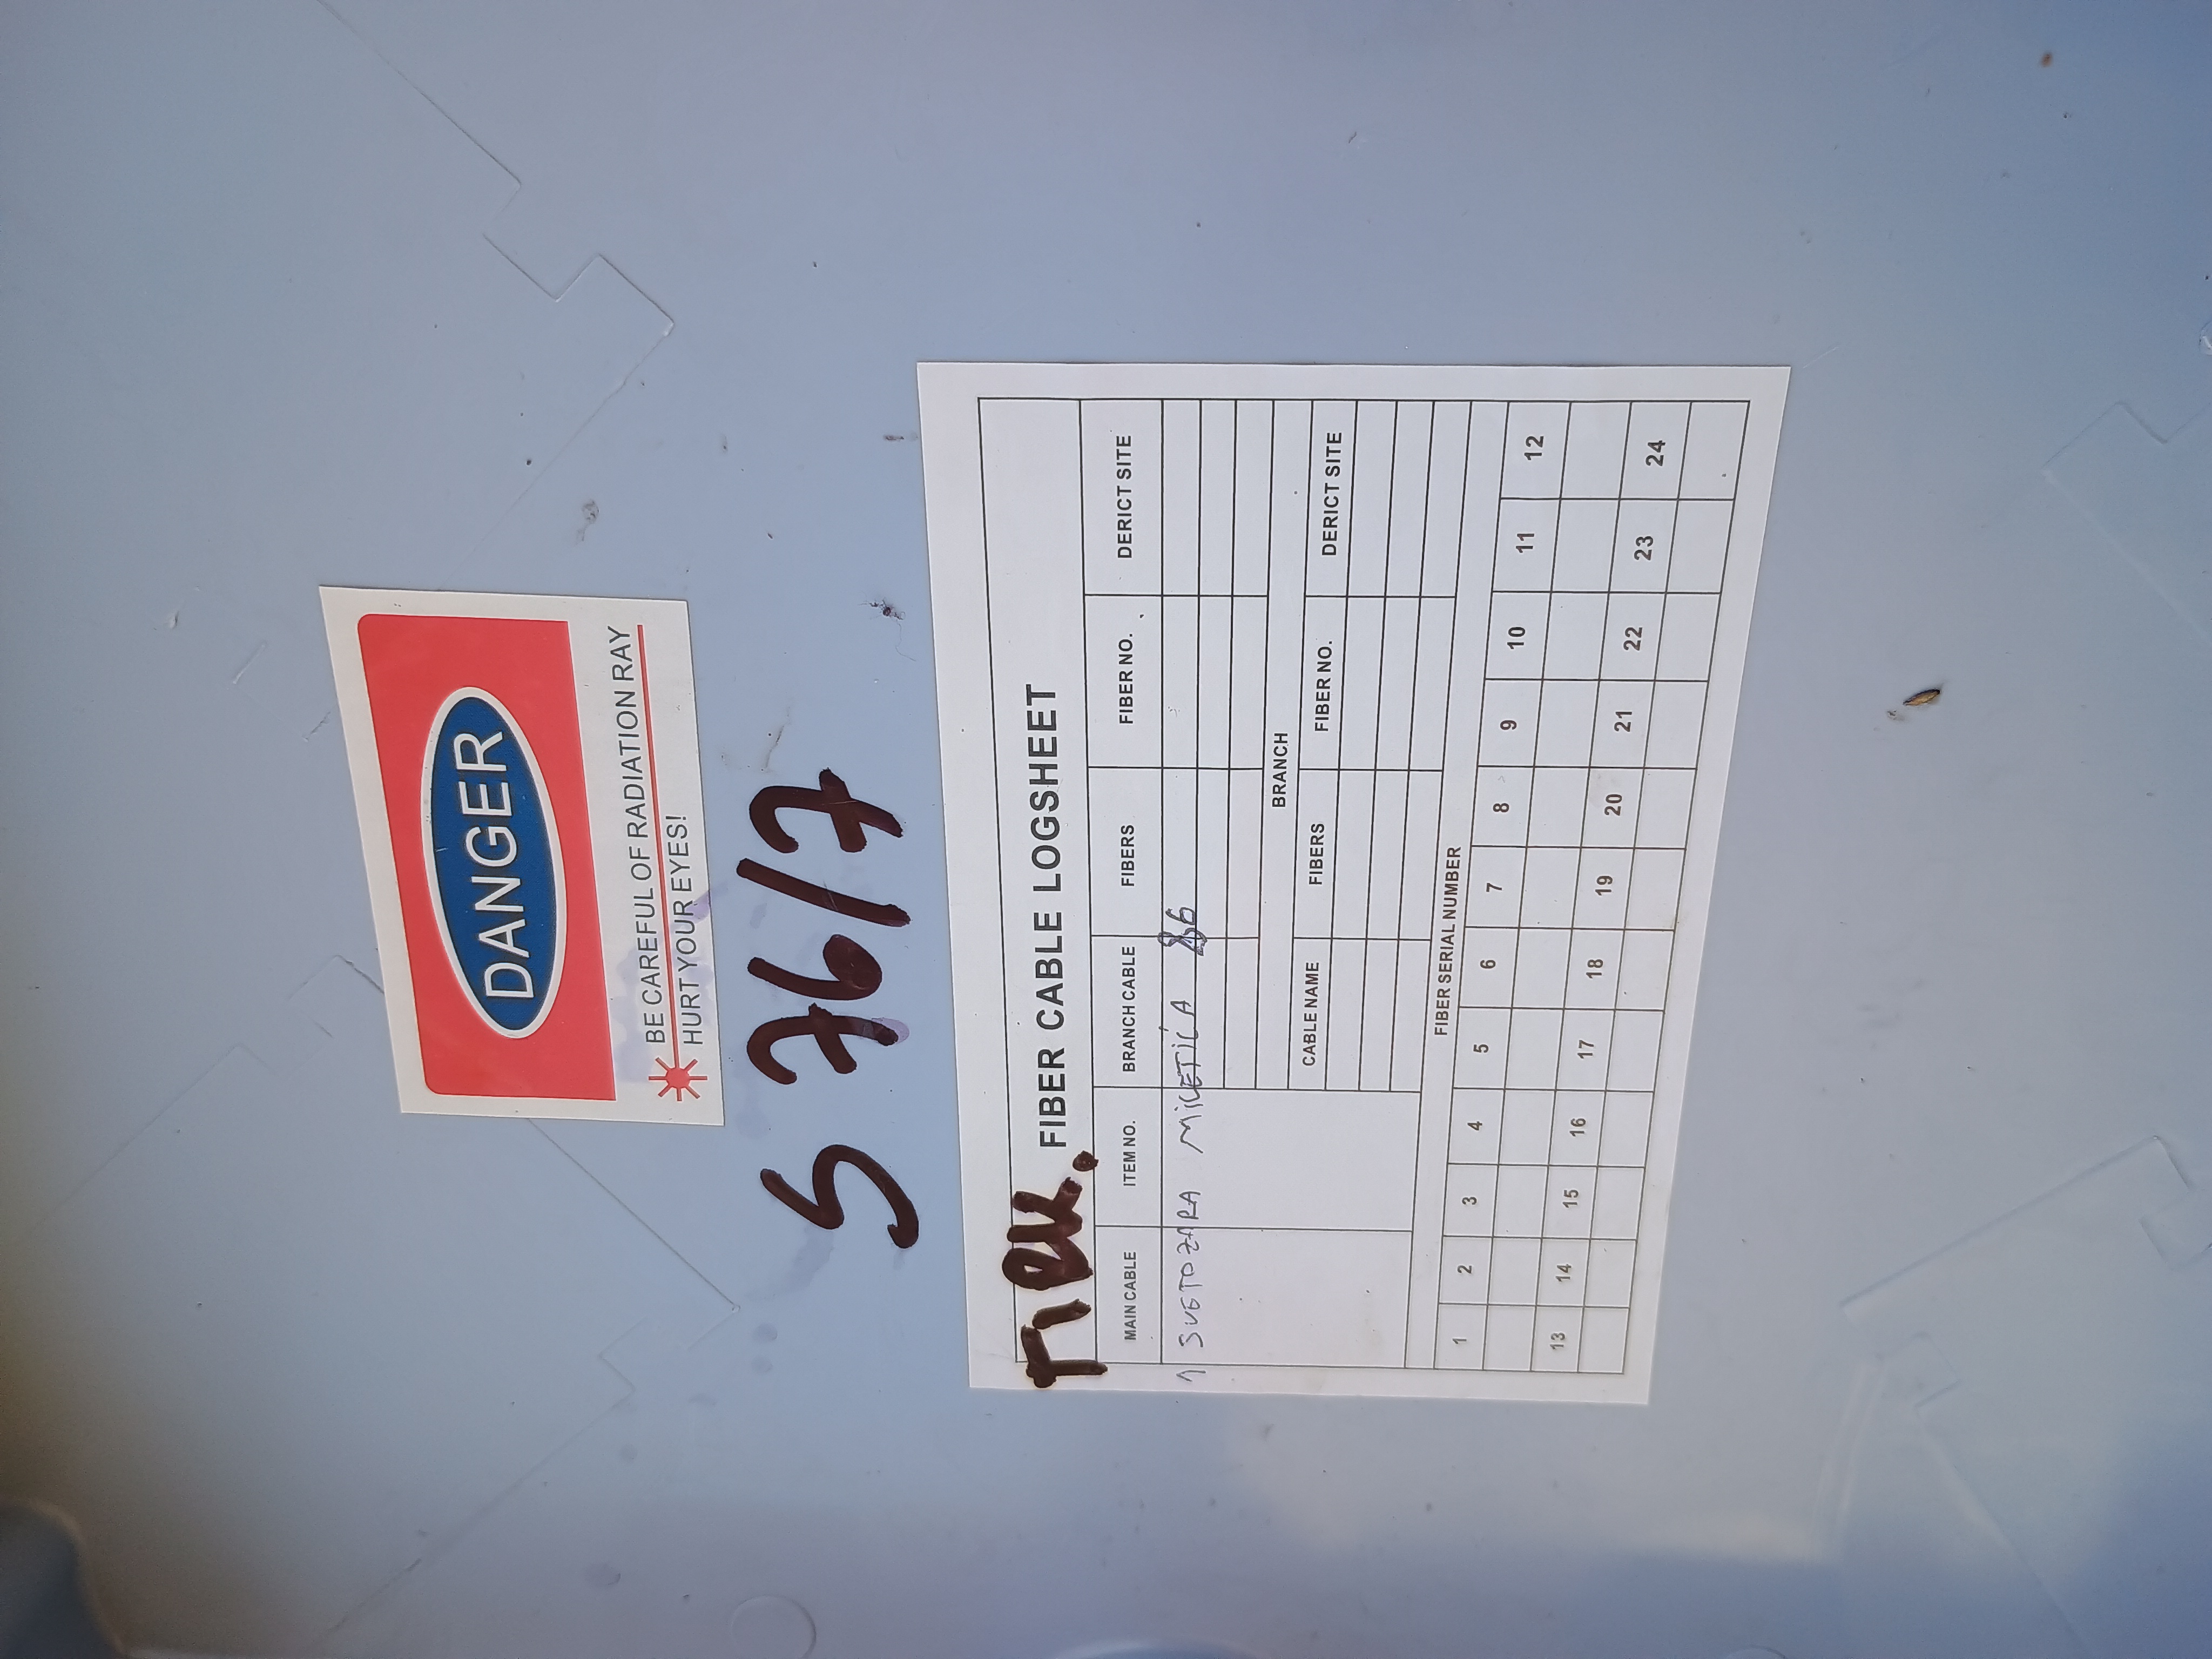 DANGER
BE CAREFUL OF RADIATION RAY
HURT YOUR EYES!
S 769/7
FIBER CABLE LOGSHEET
MAIN CABLE ITEM NO. BRANCH CABLE FIBERS FIBER NO. DERICT SITE
1 SVETOZARA MILETIĆA 86
BRANCH
CABLE NAME FIBERS FIBER NO. DERICT SITE
FIBER SERIAL NUMBER
1 2 3 4 5 6 7 8 9 10 11 12
13 14 15 16 17 18 19 20 21 22 23 24